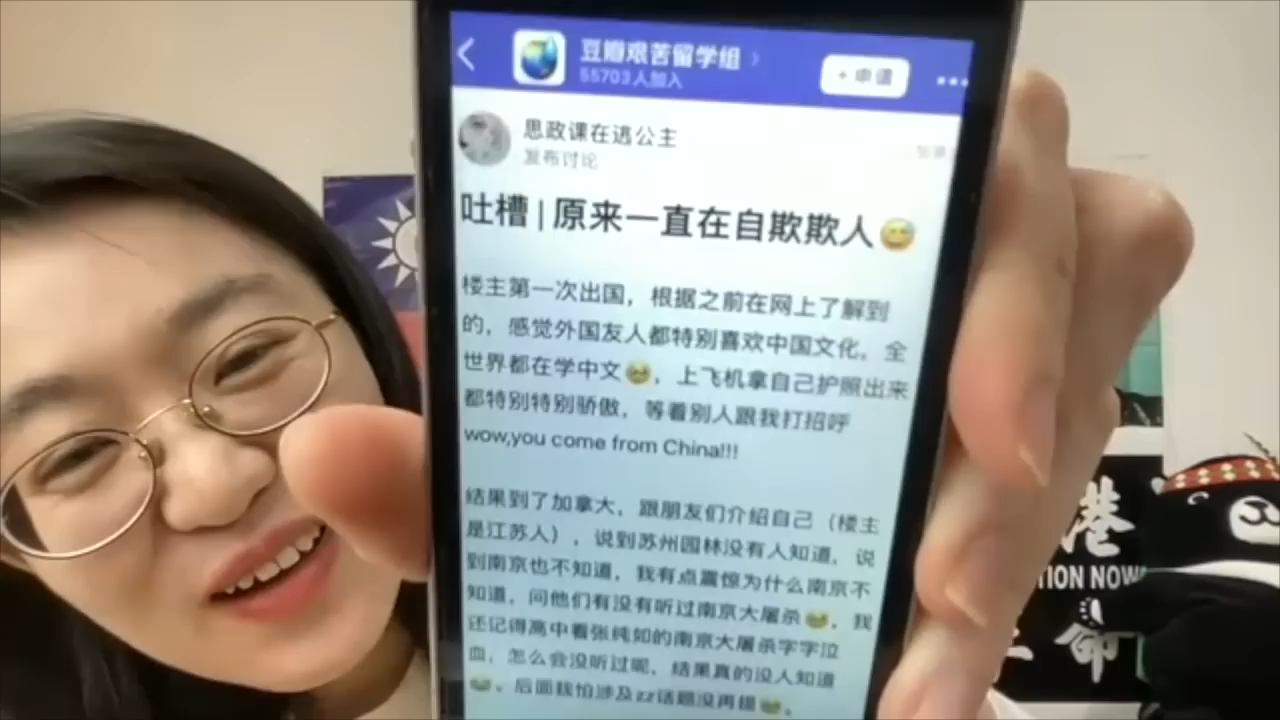 豆瓣艰苦留学组
55703人加入
+申请
思政课在逃公主
发布讨论
吐槽|原来一直在自欺欺人😅
楼主第一次出国，根据之前在网上了解到
的，感觉外国友人都特别喜欢中国文化，全
世界都在学中文🥹，上飞机拿自己护照出来
都特别特别骄傲，等着别人跟我打招呼
wow,you come from China!!!
结果到了加拿大，跟朋友们介绍自己（楼主
是江苏人），说到苏州园林没有人知道，说
到南京也不知道，我有点震惊为什么南京不
知道，问他们有没有听过南京大屠杀🥹，我
还记得高中看张纯如的南京大屠杀字字泣
血，怎么会没听过呢，结果真的没人知道
🥹。后面我怕涉及zz话题没再提🥹。
港
TION NOW
命